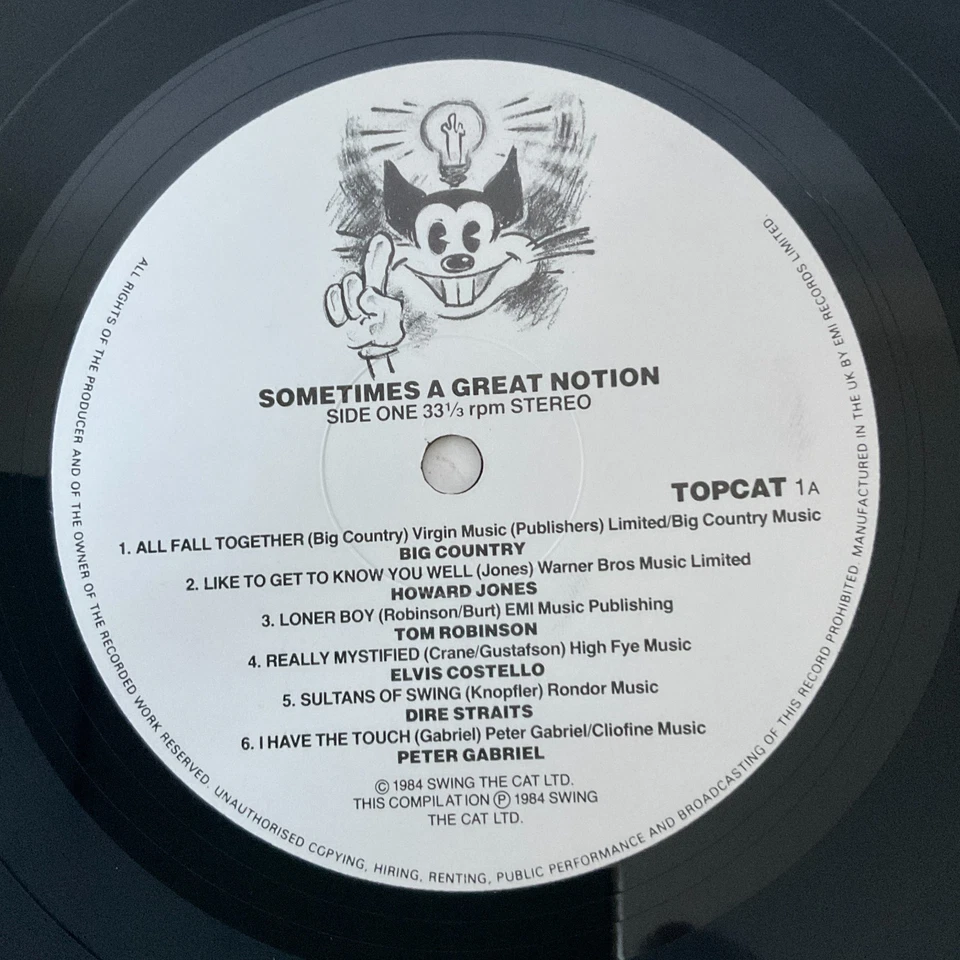 SOMETIMES A GREAT NOTION
SIDE ONE 33⅓ rpm STEREO
TOPCAT 1A
1. ALL FALL TOGETHER (Big Country) Virgin Music (Publishers) Limited/Big Country Music
BIG COUNTRY
2. LIKE TO GET TO KNOW YOU WELL (Jones) Warner Bros Music Limited
HOWARD JONES
3. LONER BOY (Robinson/Burt) EMI Music Publishing
TOM ROBINSON
4. REALLY MYSTIFIED (Crane/Gustafson) High Fye Music
ELVIS COSTELLO
5. SULTANS OF SWING (Knopfler) Rondor Music
DIRE STRAITS
6. I HAVE THE TOUCH (Gabriel) Peter Gabriel/Cliofine Music
PETER GABRIEL
© 1984 SWING THE CAT LTD.
THIS COMPILATION ℗ 1984 SWING
THE CAT LTD.
ALL RIGHTS OF THE PRODUCER AND OF THE OWNER OF THE RECORDED WORK RESERVED. UNAUTHORISED COPYING, HIRING, RENTING, PUBLIC PERFORMANCE AND BROADCASTING OF THIS RECORD PROHIBITED. MANUFACTURED IN THE UK BY EMI RECORDS LIMITED.